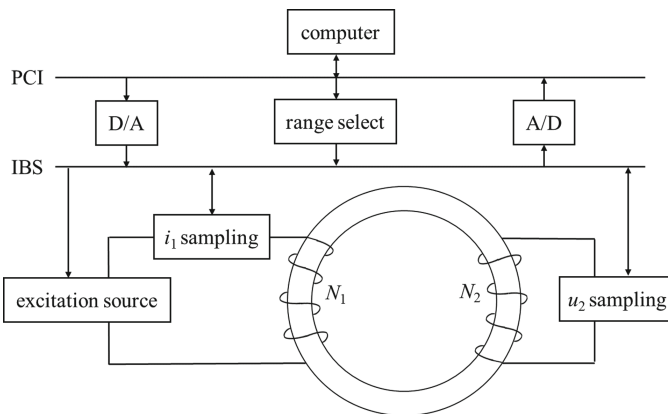 computer
PCI
D/A
range select
A/D
IBS
i₁ sampling
N₁
N₂
excitation source
u₂ sampling